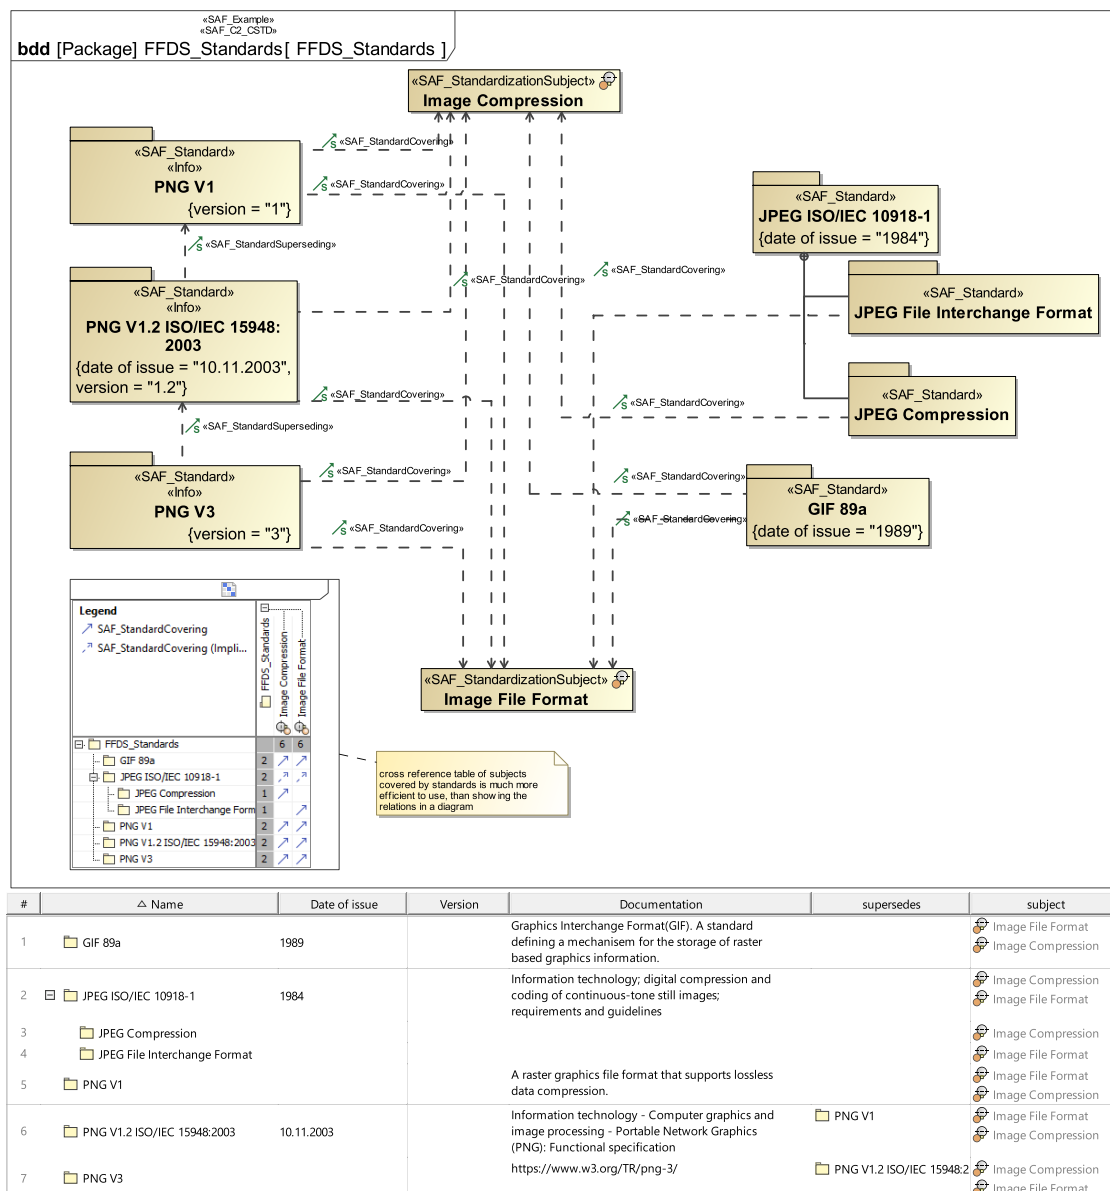 «SAF_Example»
«SAF_C2_CSTD»
bdd [Package] FFDS_Standards[ FFDS_Standards ]
«SAF_StandardizationSubject»
Image Compression
«SAF_StandardCovering»
«SAF_Standard»
«Info»
PNG V1
{version = "1"}
«SAF_StandardCovering»
«SAF_Standard»
JPEG ISO/IEC 10918-1
{date of issue = "1984"}
«SAF_StandardSuperseding»
«SAF_StandardCovering»
«SAF_StandardCovering»
«SAF_Standard»
«Info»
PNG V1.2 ISO/IEC 15948:
2003
{date of issue = "10.11.2003",
version = "1.2"}
«SAF_Standard»
JPEG File Interchange Format
«SAF_StandardCovering»
«SAF_StandardCovering»
«SAF_Standard»
JPEG Compression
«SAF_StandardSuperseding»
«SAF_Standard»
«Info»
PNG V3
{version = "3"}
«SAF_StandardCovering»
«SAF_StandardCovering»
«SAF_Standard»
GIF 89a
{date of issue = "1989"}
«SAF_StandardCovering»
«SAF_StandardCovering»
Legend
SAF_StandardCovering
SAF_StandardCovering (Impli...
FFDS_Standards
Image Compression
Image File Format
FFDS_Standards 6 6
GIF 89a 2
JPEG ISO/IEC 10918-1 2
JPEG Compression 1
JPEG File Interchange Form 1
PNG V1 2
PNG V1.2 ISO/IEC 15948:2003 2
PNG V3 2
«SAF_StandardizationSubject»
Image File Format
cross reference table of subjects
covered by standards is much more
efficient to use, than showing the
relations in a diagram
# Name Date of issue Version Documentation supersedes subject
1 GIF 89a 1989
Graphics Interchange Format(GIF). A standard
defining a mechanisem for the storage of raster
based graphics information.
Image File Format
Image Compression
2 JPEG ISO/IEC 10918-1 1984
Information technology; digital compression and
coding of continuous-tone still images;
requirements and guidelines
Image Compression
Image File Format
3 JPEG Compression Image Compression
4 JPEG File Interchange Format Image File Format
5 PNG V1
A raster graphics file format that supports lossless
data compression.
Image File Format
Image Compression
6 PNG V1.2 ISO/IEC 15948:2003 10.11.2003
Information technology - Computer graphics and
image processing - Portable Network Graphics
(PNG): Functional specification
PNG V1
Image File Format
Image Compression
7 PNG V3
https://www.w3.org/TR/png-3/
PNG V1.2 ISO/IEC 15948:2
Image Compression
Image File Format